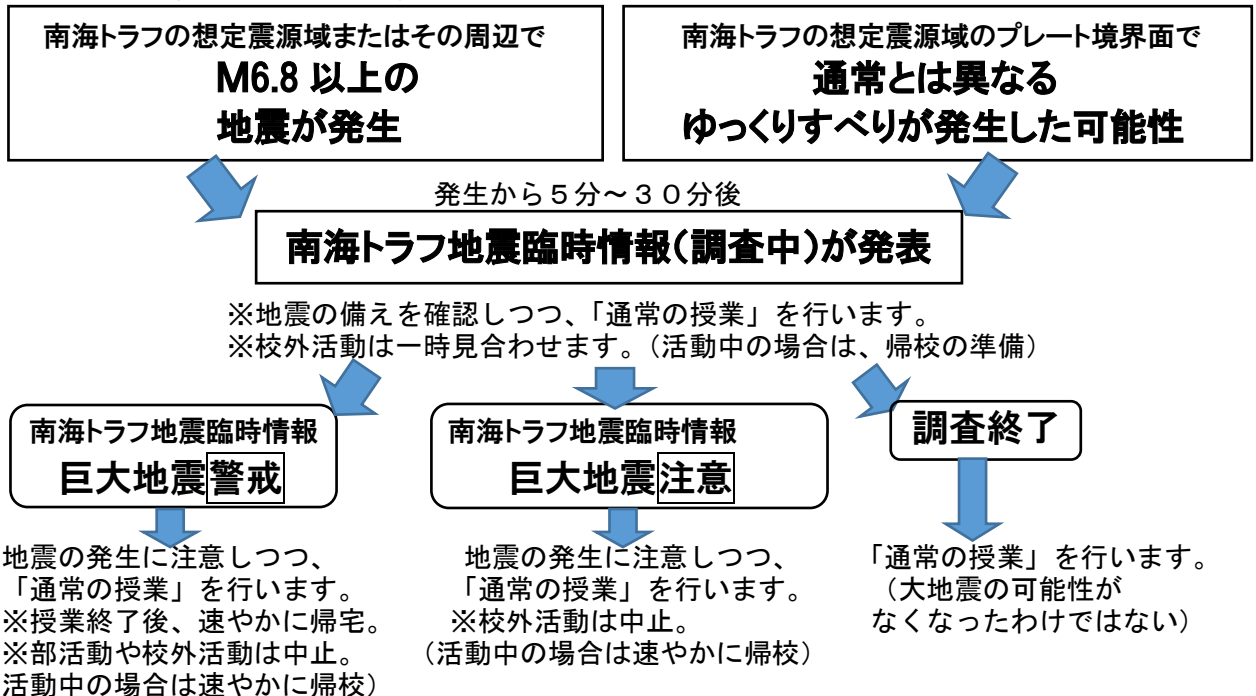 南海トラフの想定震源域またはその周辺で
M6.8 以上の
地震が発生
南海トラフの想定震源域のプレート境界面で
通常とは異なる
ゆっくりすべりが発生した可能性
発生から５分～３０分後
南海トラフ地震臨時情報（調査中）が発表
※地震の備えを確認しつつ、「通常の授業」を行います。
※校外活動は一時見合わせます。（活動中の場合は、帰校の準備）
南海トラフ地震臨時情報
巨大地震警戒
地震の発生に注意しつつ、
「通常の授業」を行います。
※授業終了後、速やかに帰宅。
※部活動や校外活動は中止。
活動中の場合は速やかに帰校）
南海トラフ地震臨時情報
巨大地震注意
地震の発生に注意しつつ、
「通常の授業」を行います。
※校外活動は中止。
（活動中の場合は速やかに帰校）
調査終了
「通常の授業」を行います。
（大地震の可能性が
なくなったわけではない）